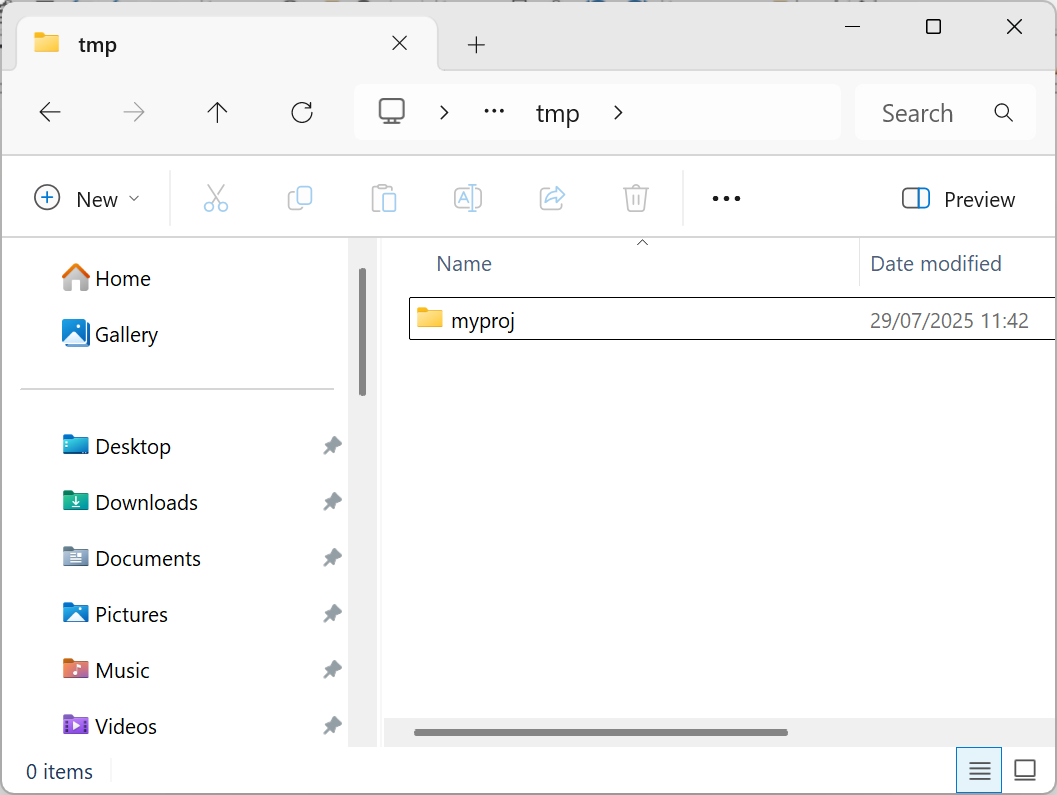 tmp
tmp
Search
New
Preview
Name
Date modified
myproj
29/07/2025 11:42
Home
Gallery
Desktop
Downloads
Documents
Pictures
Music
Videos
0 items